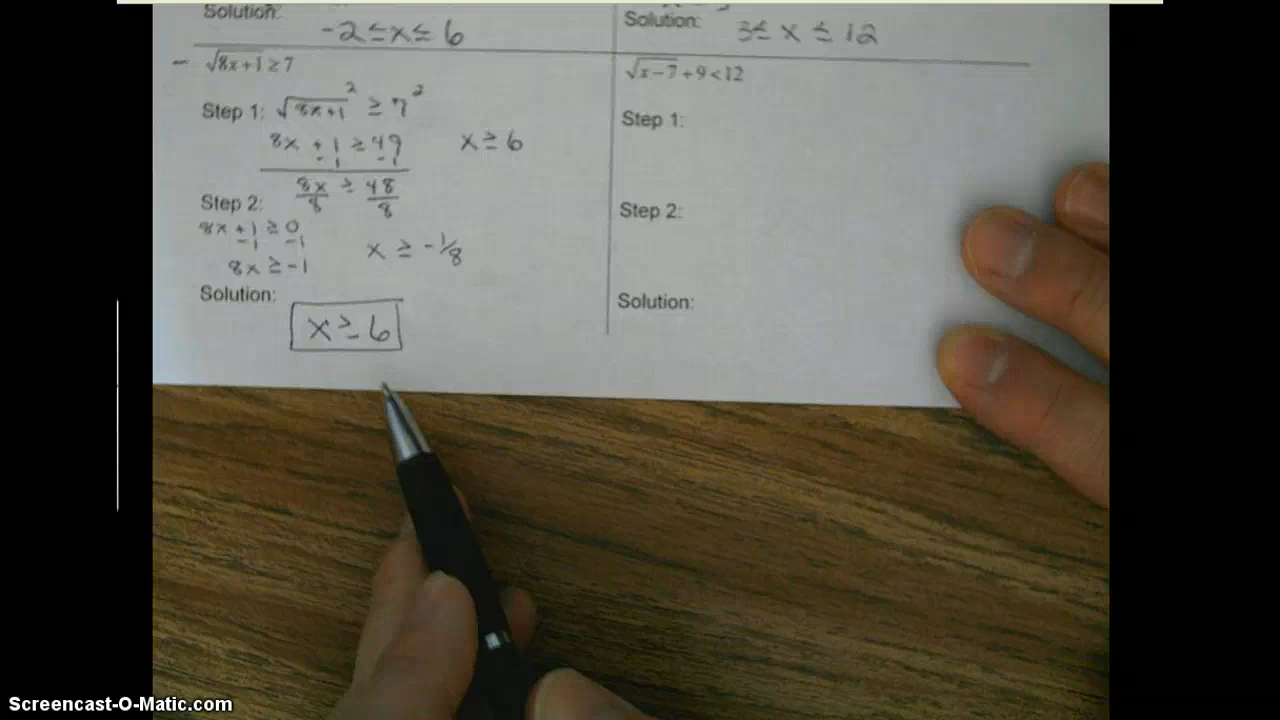 Solution:
-2 ≤ x ≤ 6
Solution:
3 ≤ x ≤ 12
- √8x+1 ≥ 7
Step 1: √8x+1² ≥ 7²
8x + 1 ≥ 49
-1 -1
x ≥ 6
8x/8 ≥ 48/8
Step 2:
8x + 1 ≥ 0
-1 -1
8x ≥ -1
x ≥ -1/8
Solution:
x ≥ 6
√x-7 + 9 < 12
Step 1:
Step 2:
Solution:
Screencast-O-Matic.com